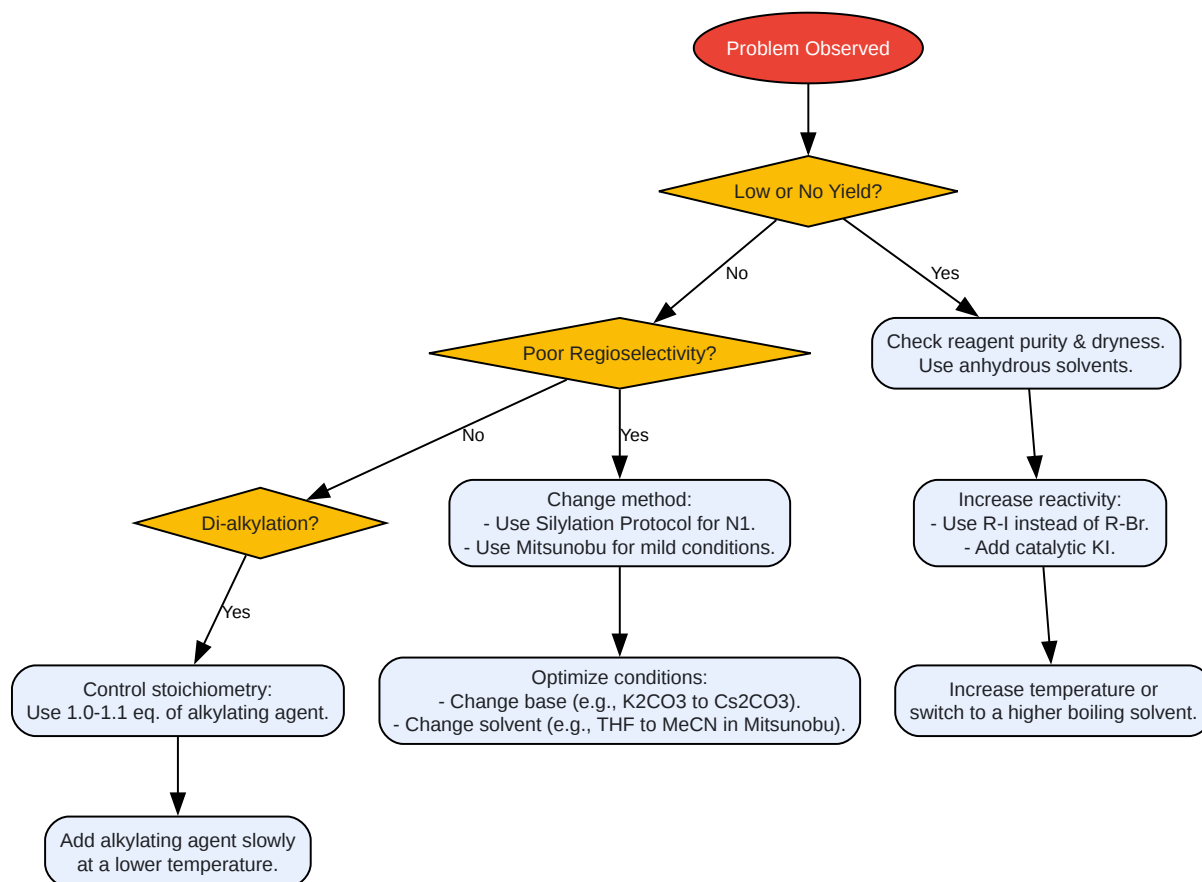 Problem Observed
Low or No Yield?
No
Yes
Poor Regioselectivity?
Check reagent purity & dryness.
Use anhydrous solvents.
No
Yes
Di-alkylation?
Change method:
- Use Silylation Protocol for N1.
- Use Mitsunobu for mild conditions.
Increase reactivity:
- Use R-I instead of R-Br.
- Add catalytic KI.
Yes
Control stoichiometry:
Use 1.0-1.1 eq. of alkylating agent.
Optimize conditions:
- Change base (e.g., K2CO3 to Cs2CO3).
- Change solvent (e.g., THF to MeCN in Mitsunobu).
Increase temperature or
switch to a higher boiling solvent.
Add alkylating agent slowly
at a lower temperature.